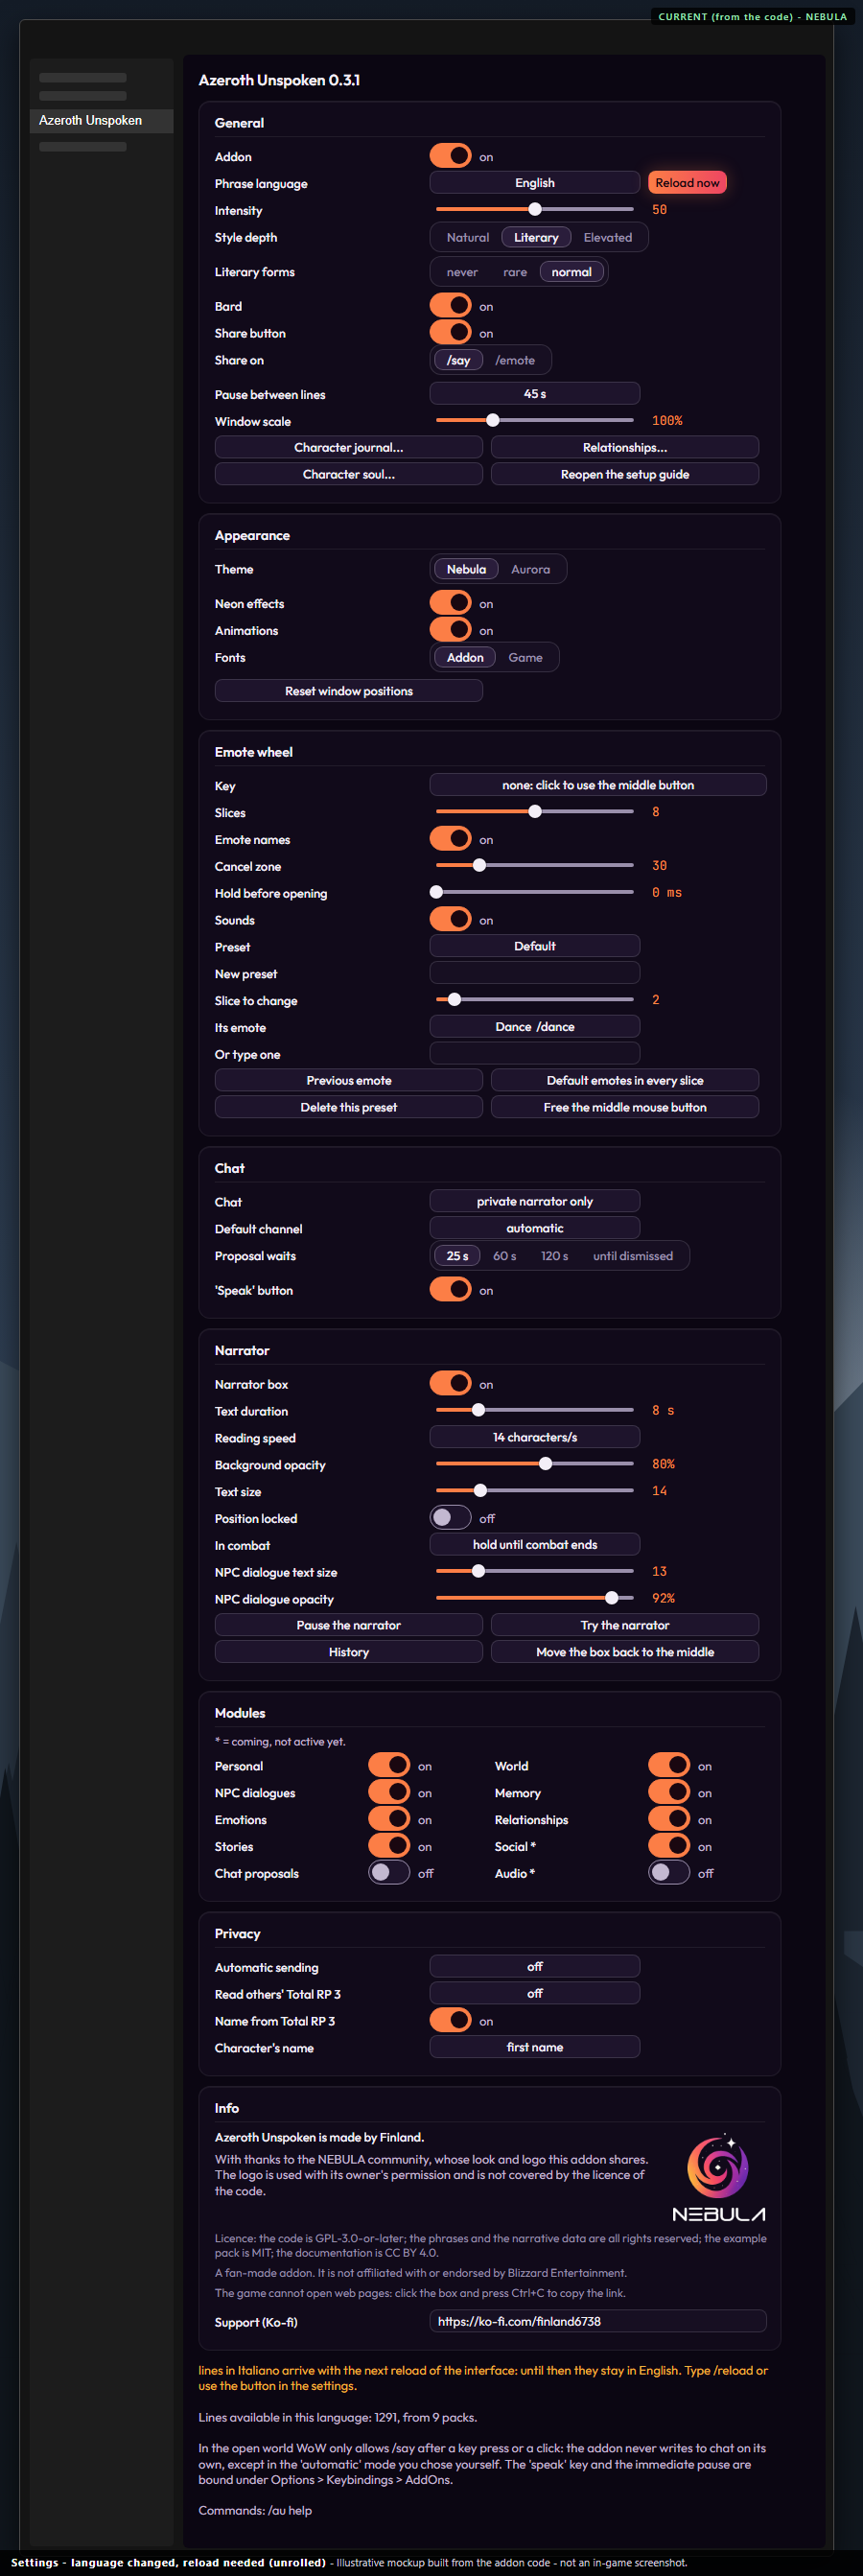 CURRENT (from the code) - NEBULA
Azeroth Unspoken
Azeroth Unspoken 0.3.1
General
Addon on
Phrase language English Reload now
Intensity 50
Style depth Natural Literary Elevated
Literary forms never rare normal
Bard on
Share button on
Share on /say /emote
Pause between lines 45 s
Window scale 100%
Character journal... Relationships...
Character soul... Reopen the setup guide
Appearance
Theme Nebula Aurora
Neon effects on
Animations on
Fonts Addon Game
Reset window positions
Emote wheel
Key none: click to use the middle button
Slices 8
Emote names on
Cancel zone 30
Hold before opening 0 ms
Sounds on
Preset Default
New preset
Slice to change 2
Its emote Dance /dance
Or type one
Previous emote Default emotes in every slice
Delete this preset Free the middle mouse button
Chat
Chat private narrator only
Default channel automatic
Proposal waits 25 s 60 s 120 s until dismissed
'Speak' button on
Narrator
Narrator box on
Text duration 8 s
Reading speed 14 characters/s
Background opacity 80%
Text size 14
Position locked off
In combat hold until combat ends
NPC dialogue text size 13
NPC dialogue opacity 92%
Pause the narrator Try the narrator
History Move the box back to the middle
Modules
* = coming, not active yet.
Personal on World on
NPC dialogues on Memory on
Emotions on Relationships on
Stories on Social * on
Chat proposals off Audio * off
Privacy
Automatic sending off
Read others' Total RP 3 off
Name from Total RP 3 on
Character's name first name
Info
Azeroth Unspoken is made by Finland.
With thanks to the NEBULA community, whose look and logo this addon shares.
The logo is used with its owner's permission and is not covered by the licence of
the code.
NEBULA
Licence: the code is GPL-3.0-or-later; the phrases and the narrative data are all rights reserved; the example
pack is MIT; the documentation is CC BY 4.0.
A fan-made addon. It is not affiliated with or endorsed by Blizzard Entertainment.
The game cannot open web pages: click the box and press Ctrl+C to copy the link.
Support (Ko-fi) https://ko-fi.com/finland6738
lines in Italiano arrive with the next reload of the interface: until then they stay in English. Type /reload or
use the button in the settings.
Lines available in this language: 1291, from 9 packs.
In the open world WoW only allows /say after a key press or a click: the addon never writes to chat on its
own, except in the 'automatic' mode you chose yourself. The 'speak' key and the immediate pause are
bound under Options > Keybindings > AddOns.
Commands: /au help
Settings - language changed, reload needed (unrolled) - Illustrative mockup built from the addon code - not an in-game screenshot.